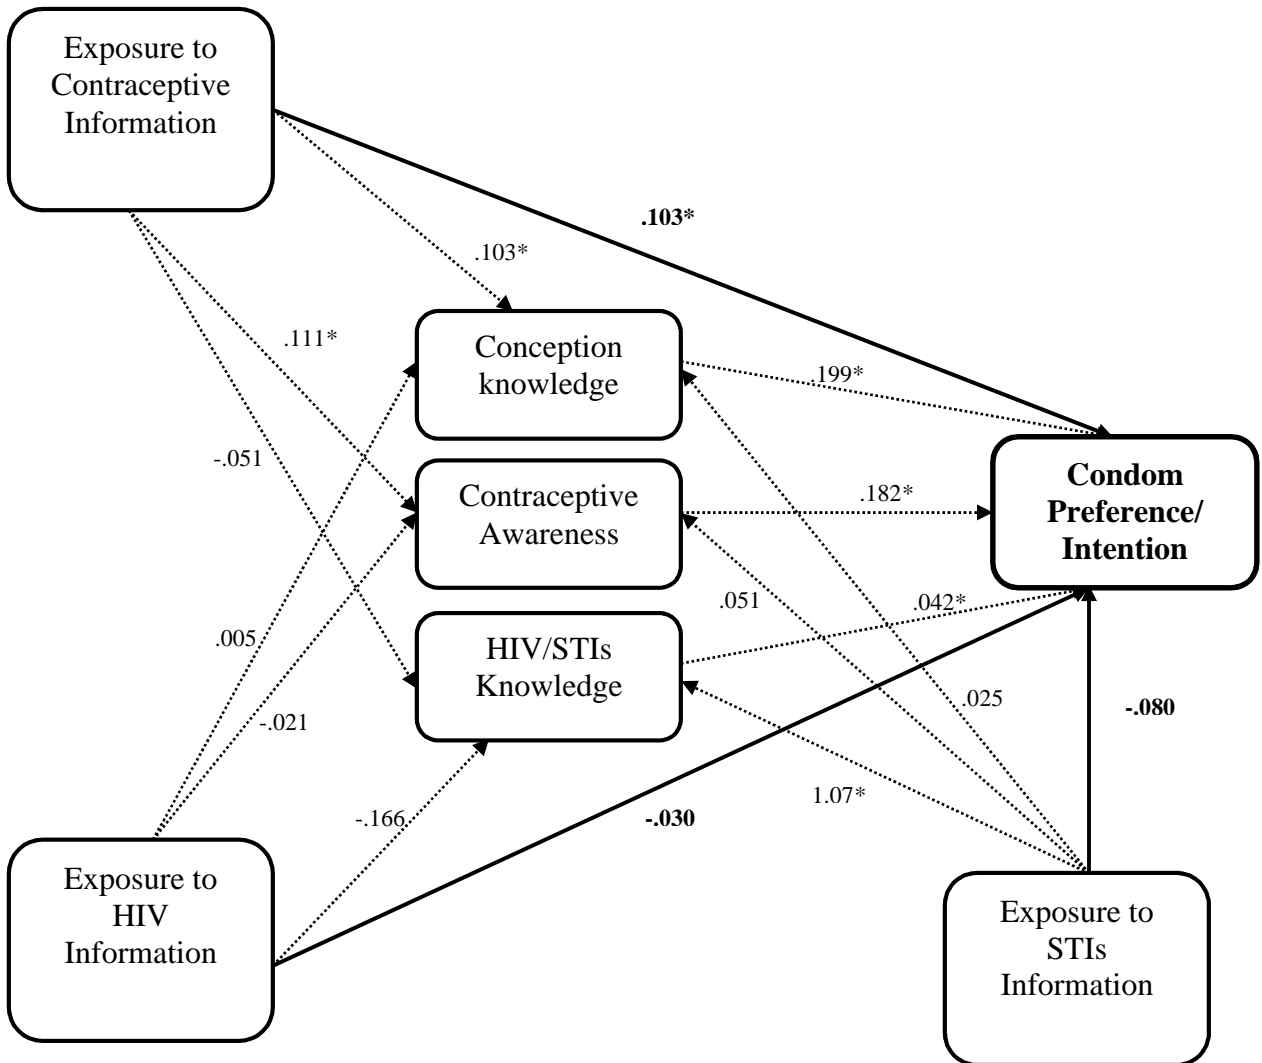 Exposure to
Contraceptive
Information
.103*
.103*
.111*
Conception
knowledge
.199*
-.051
Contraceptive
Awareness
.182*
Condom
Preference/
Intention
.051
.042*
.005
HIV/STIs
Knowledge
-.021
.025
-.080
-.166
-.030
1.07*
Exposure to
HIV
Information
Exposure to
STIs
Information